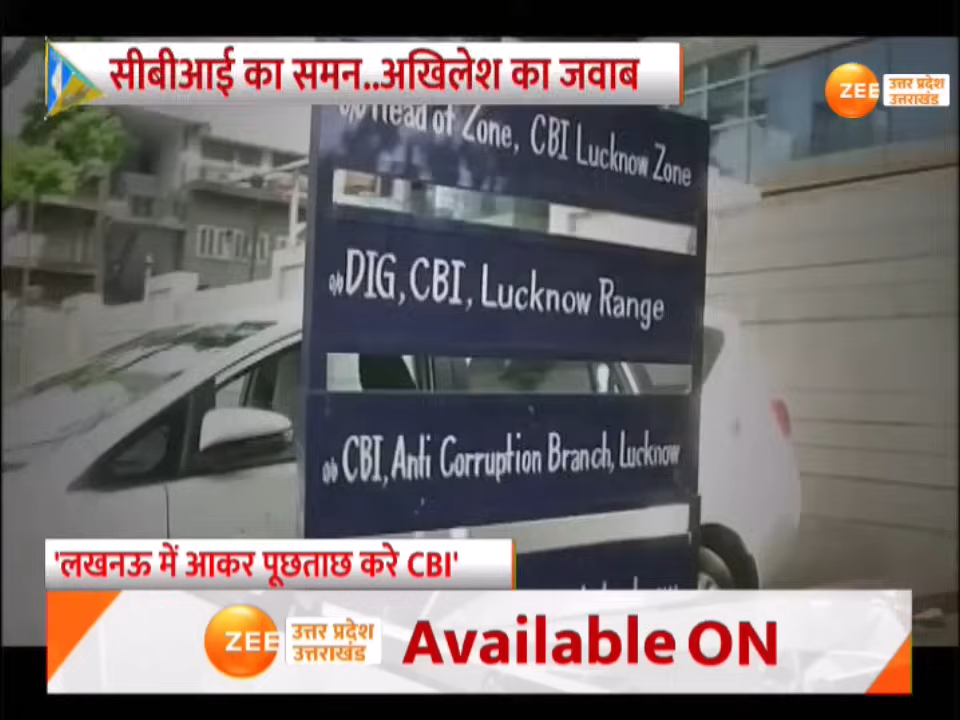 सीबीआई का समन..अखिलेश का जवाब
ZEE उत्तर प्रदेश
उत्तराखंड
o/o Head of Zone, CBI Lucknow Zone
o/o DIG, CBI, Lucknow Range
o/o CBI, Anti Corruption Branch, Lucknow
'लखनऊ में आकर पूछताछ करे CBI'
ZEE उत्तर प्रदेश
उत्तराखंड
Available ON